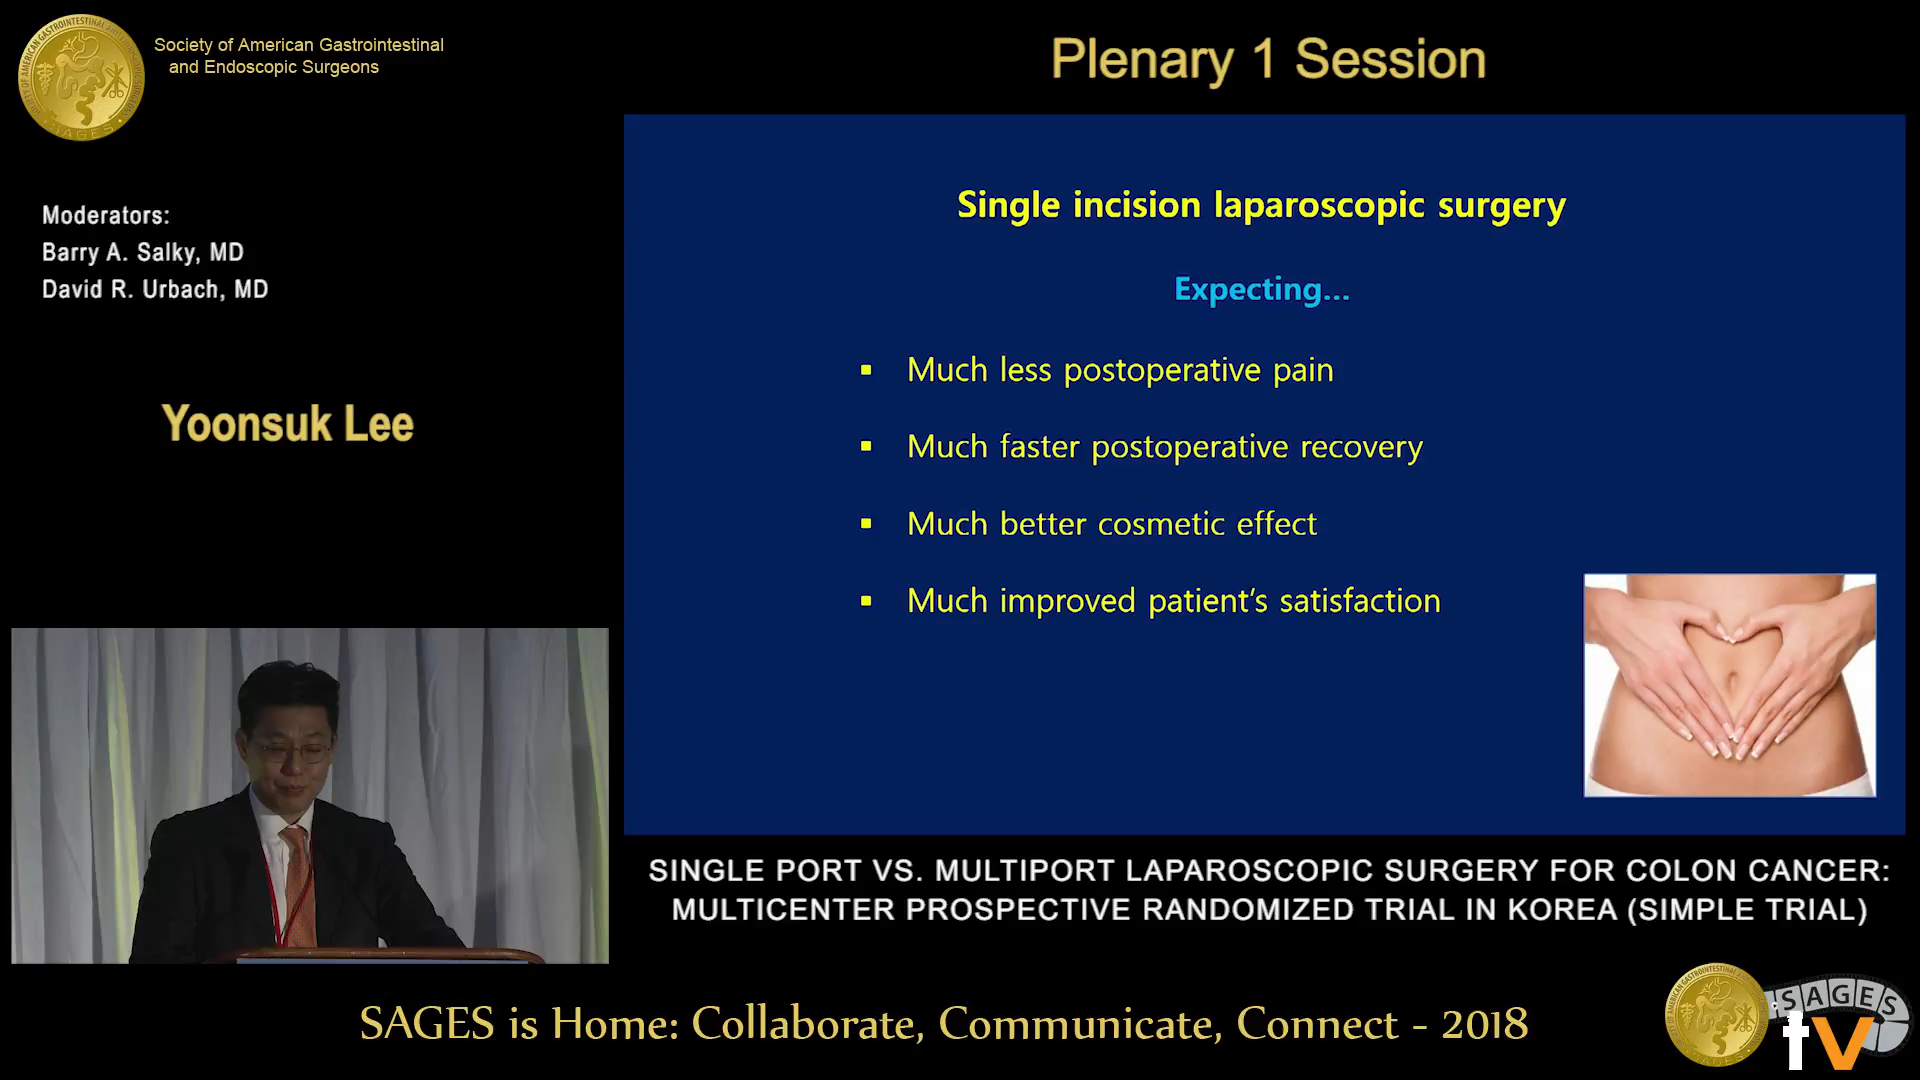 Society of American Gastrointestinal
and Endoscopic Surgeons
Plenary 1 Session
Moderators:
Barry A. Salky, MD
David R. Urbach, MD
Yoonsuk Lee
Single incision laparoscopic surgery
Expecting...
▪ Much less postoperative pain
▪ Much faster postoperative recovery
▪ Much better cosmetic effect
▪ Much improved patient's satisfaction
SINGLE PORT VS. MULTIPORT LAPAROSCOPIC SURGERY FOR COLON CANCER:
MULTICENTER PROSPECTIVE RANDOMIZED TRIAL IN KOREA (SIMPLE TRIAL)
SAGES is Home: Collaborate, Communicate, Connect - 2018
SAGES
tv